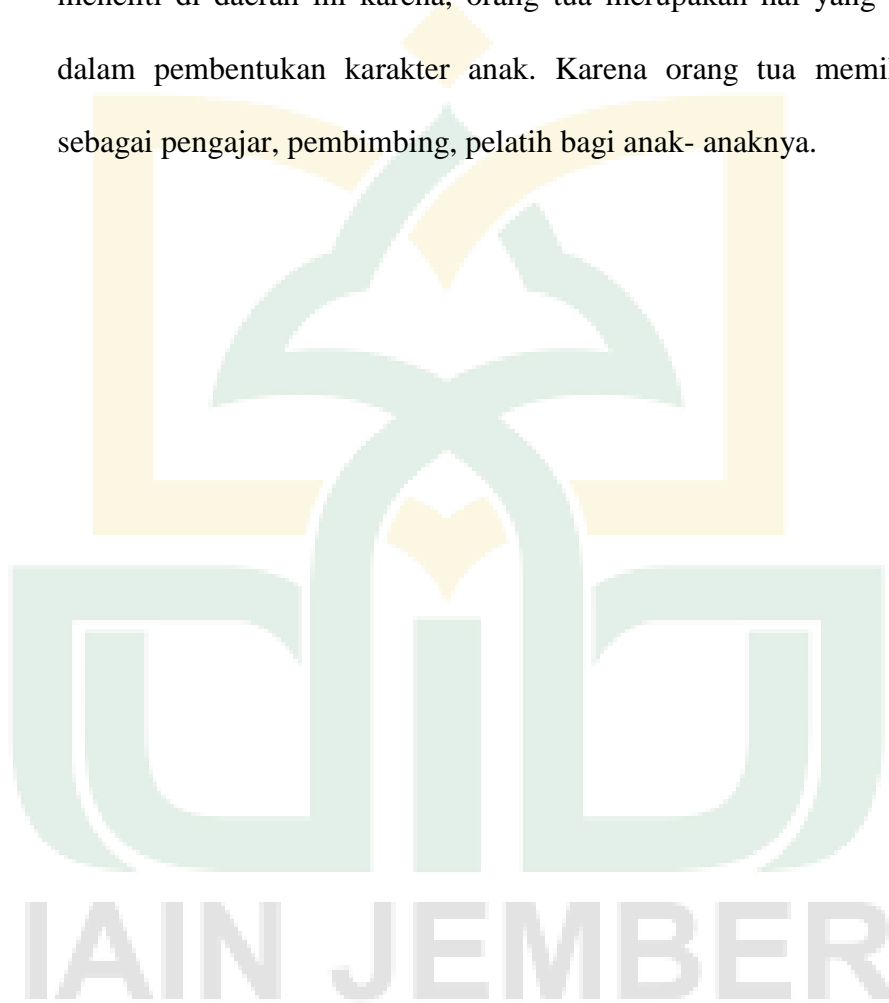 meneliti di daerah ini karena, orang tua merupakan hal yang
dalam pembentukan karakter anak. Karena orang tua
sebagai pengajar, pembimbing, pelatih bagi anak- anaknya.
IAIN JEMBER